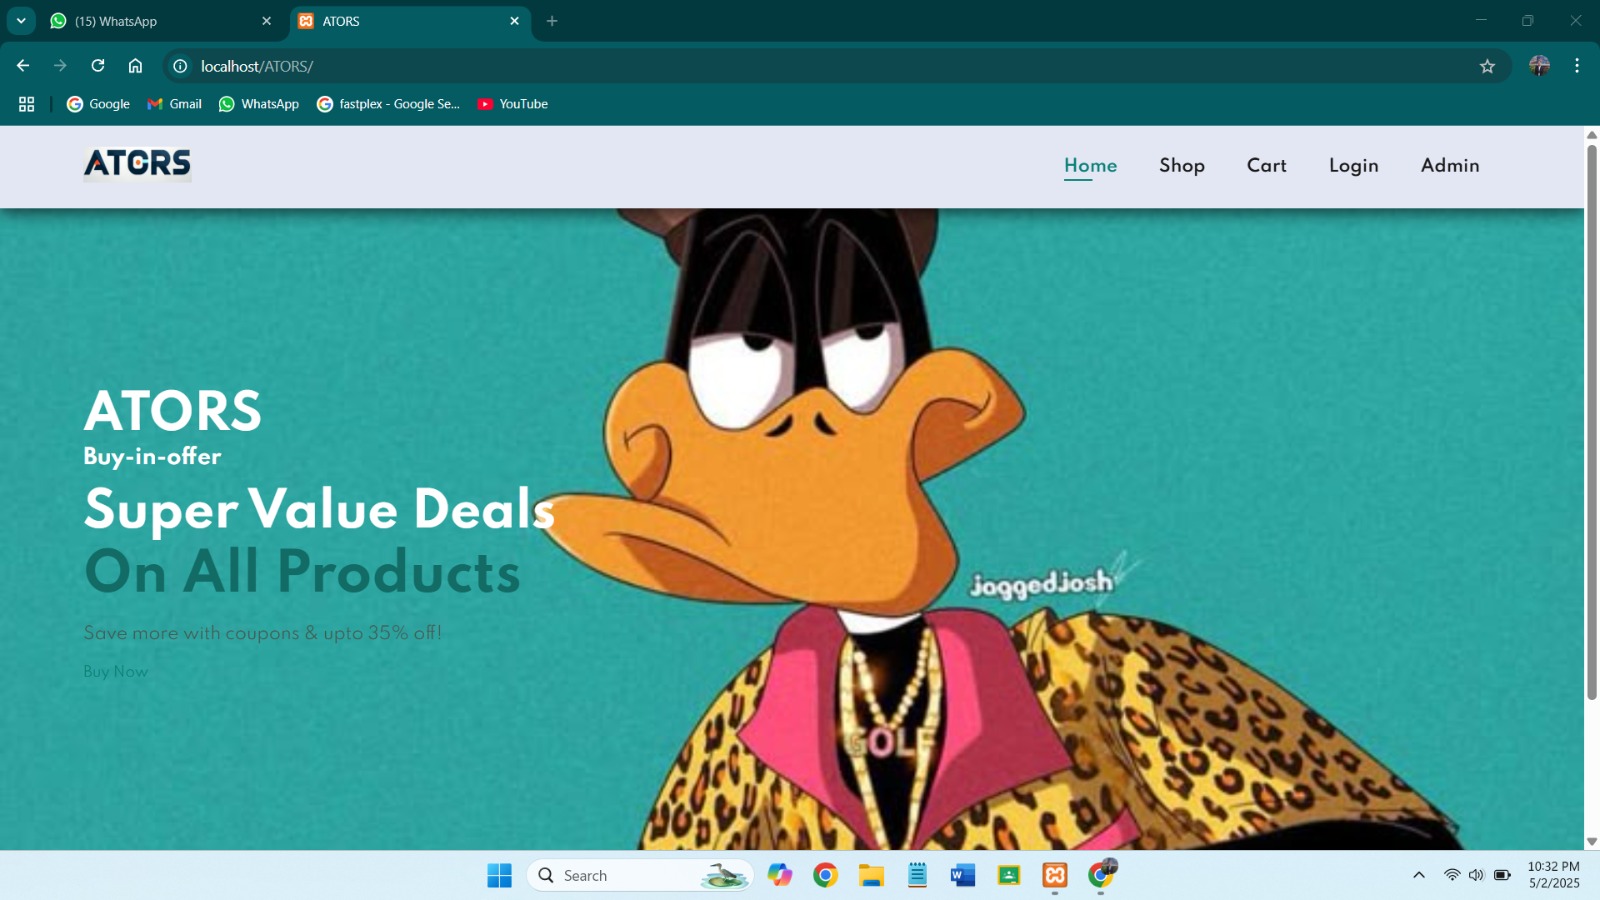 (15) WhatsApp
ATORS
localhost/ATORS/
Google
Gmail
WhatsApp
fastplex - Google Se...
YouTube
ATORS
Home
Shop
Cart
Login
Admin
ATORS
Buy-in-offer
Super Value Deals
On All Products
Save more with coupons & upto 35% off!
Buy Now
jaggedjosh
GOLF
Search
10:32 PM
5/2/2025